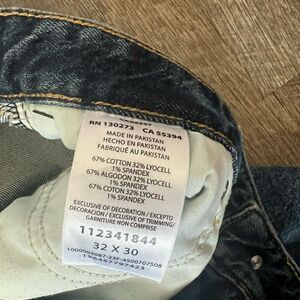 RN 130273 CA 55394
MADE IN PAKISTAN
HECHO EN PAKISTAN
FABRIQUÉ AU PAKISTAN
67% COTTON 32% LYOCELL
1% SPANDEX
67% ALGODON 32% LYOCELL
1% SPANDEX
67% COTON 32% LYOCELL
1% SPANDEX
EXCLUSIVE OF DECORATION / EXCEPTO
DECORACIÓN / EXCLUSIVE OF TRIMMING/
GARNITURE NON COMPRISE
112341844
32 X 30